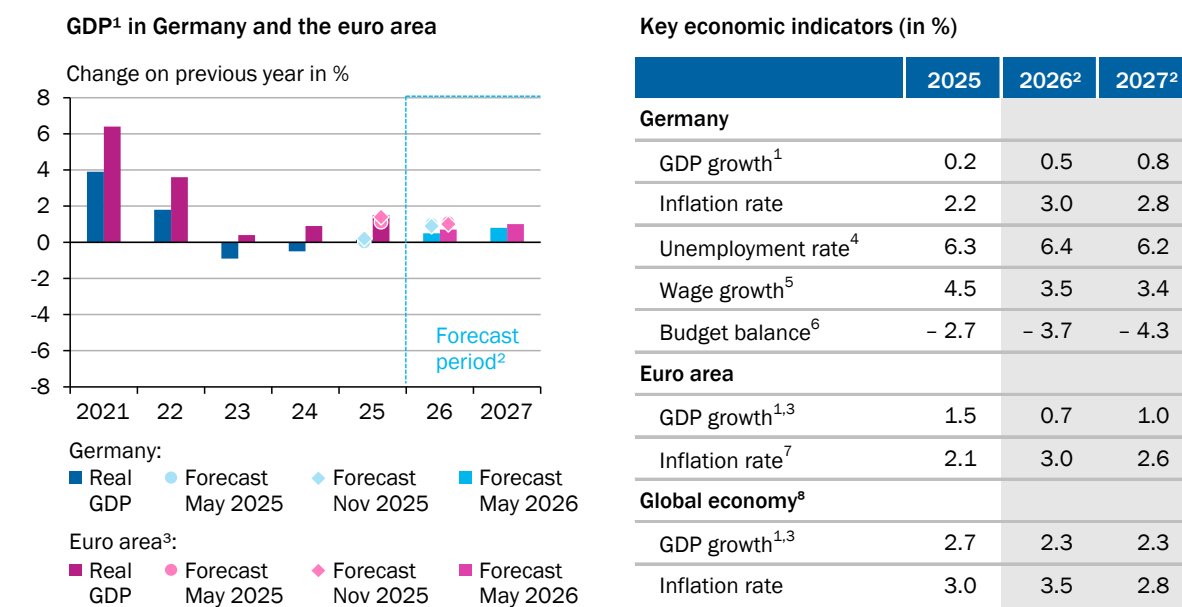 GDP¹ in Germany and the euro area
Change on previous year in %
8
6
4
2
0
-2
-4
-6
-8
Forecast
period²
2021 22 23 24 25 26 2027
Germany:
Real GDP
Forecast May 2025
Forecast Nov 2025
Forecast May 2026
Euro area³:
Real GDP
Forecast May 2025
Forecast Nov 2025
Forecast May 2026
Key economic indicators (in %)
2025 2026² 2027²
Germany
GDP growth¹ 0.2 0.5 0.8
Inflation rate 2.2 3.0 2.8
Unemployment rate⁴ 6.3 6.4 6.2
Wage growth⁵ 4.5 3.5 3.4
Budget balance⁶ – 2.7 – 3.7 – 4.3
Euro area
GDP growth¹,³ 1.5 0.7 1.0
Inflation rate⁷ 2.1 3.0 2.6
Global economy⁸
GDP growth¹,³ 2.7 2.3 2.3
Inflation rate 3.0 3.5 2.8